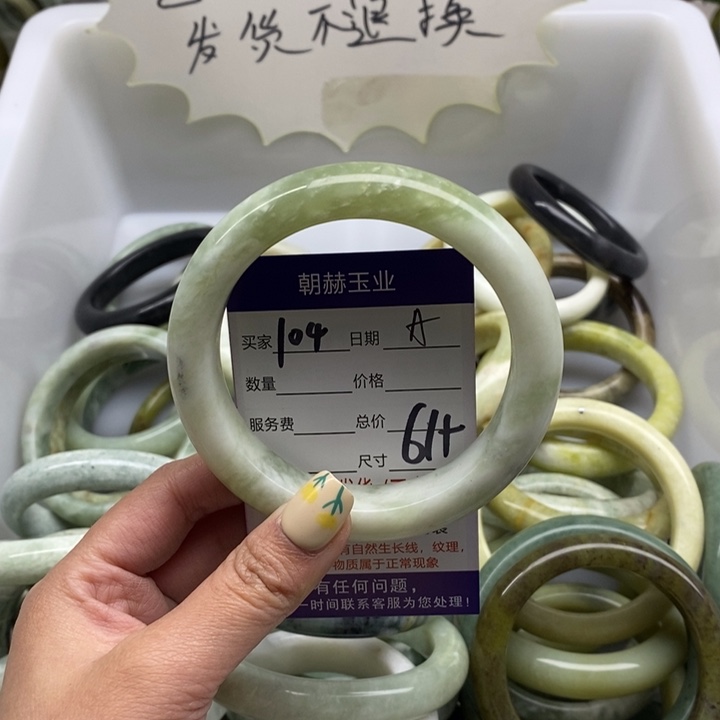 发货不退换
朝赫玉业
买家 104 日期 A
数量 价格
服务费 总价
尺寸 61+
有自然生长线，纹理，
物质属于正常现象
有任何问题，
一时间联系客服为您处理！